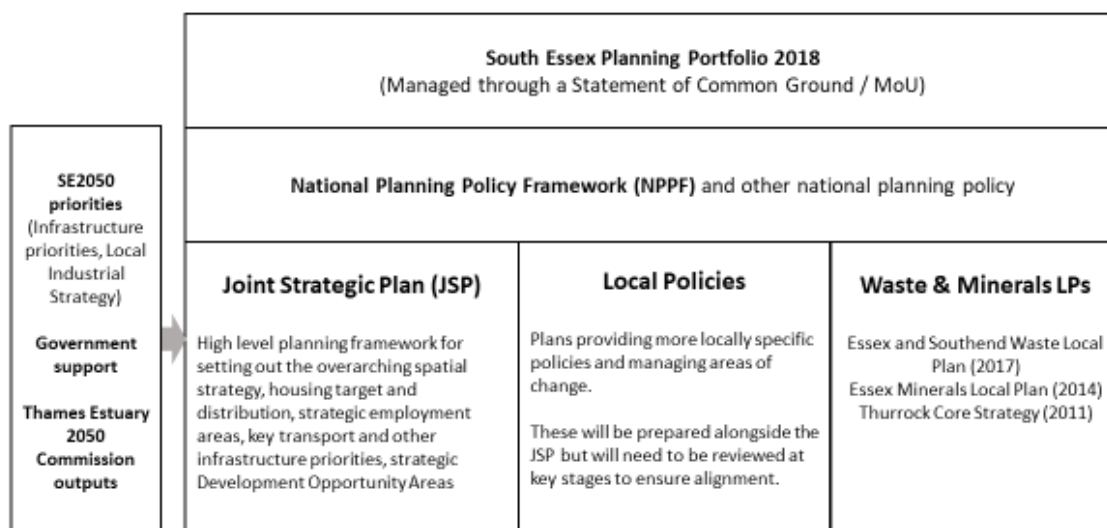 South Essex Planning Portfolio 2018
(Managed through a Statement of Common Ground / MoU)
National Planning Policy Framework (NPPF) and other national planning policy
SE2050
priorities
(Infrastructure
priorities, Local
Industrial
Strategy)
Government
support
Thames Estuary
2050
Commission
outputs
Joint Strategic Plan (JSP)
High level planning framework for
setting out the overarching spatial
strategy, housing target and
distribution, strategic employment
areas, key transport and other
infrastructure priorities, strategic
Development Opportunity Areas
Local Policies
Plans providing more locally specific
policies and managing areas of
change.
These will be prepared alongside the
JSP but will need to be reviewed at
key stages to ensure alignment.
Waste & Minerals LPs
Essex and Southend Waste Local
Plan (2017)
Essex Minerals Local Plan (2014)
Thurrock Core Strategy (2011)